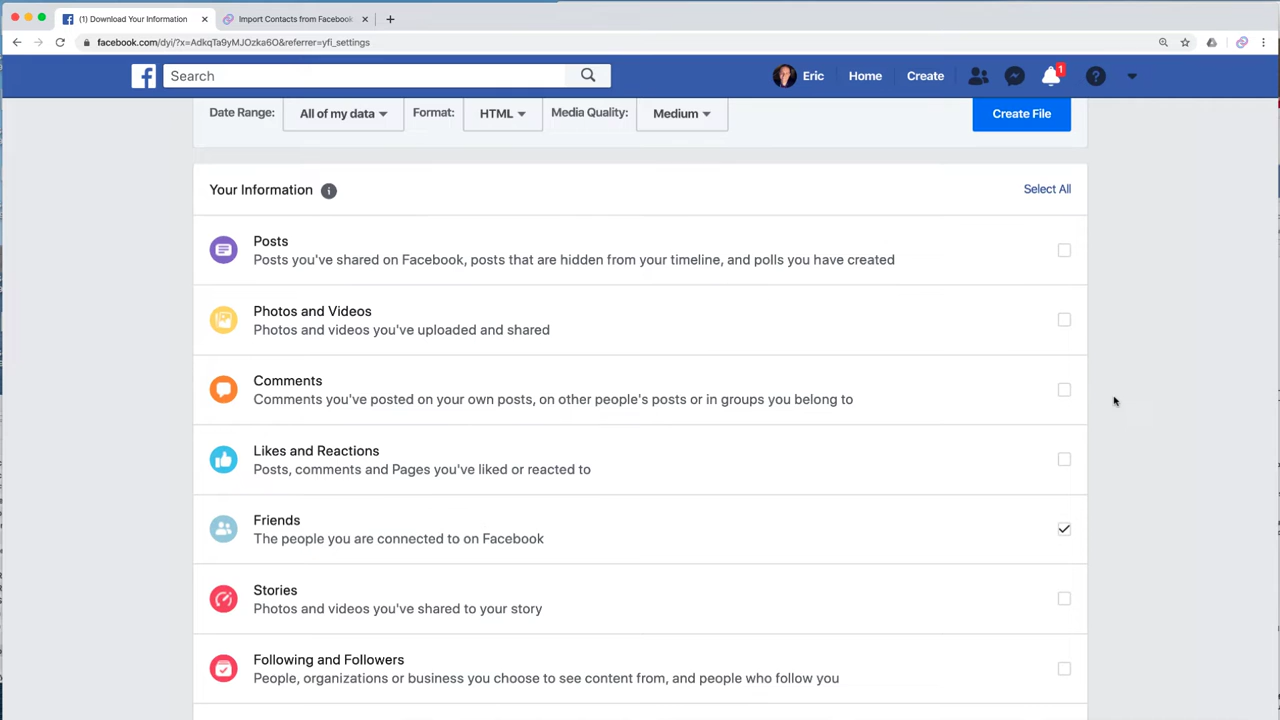 (1) Download Your Information
Import Contacts from Facebook
facebook.com/dyi/?x=AdkqTa9yMJOzka6O&referrer=yfi_settings
Search
Eric
Home
Create
1
Date Range:
All of my data
Format:
HTML
Media Quality:
Medium
Create File
Your Information
Select All
Posts
Posts you've shared on Facebook, posts that are hidden from your timeline, and polls you have created
Photos and Videos
Photos and videos you've uploaded and shared
Comments
Comments you've posted on your own posts, on other people's posts or in groups you belong to
Likes and Reactions
Posts, comments and Pages you've liked or reacted to
Friends
The people you are connected to on Facebook
Stories
Photos and videos you've shared to your story
Following and Followers
People, organizations or business you choose to see content from, and people who follow you